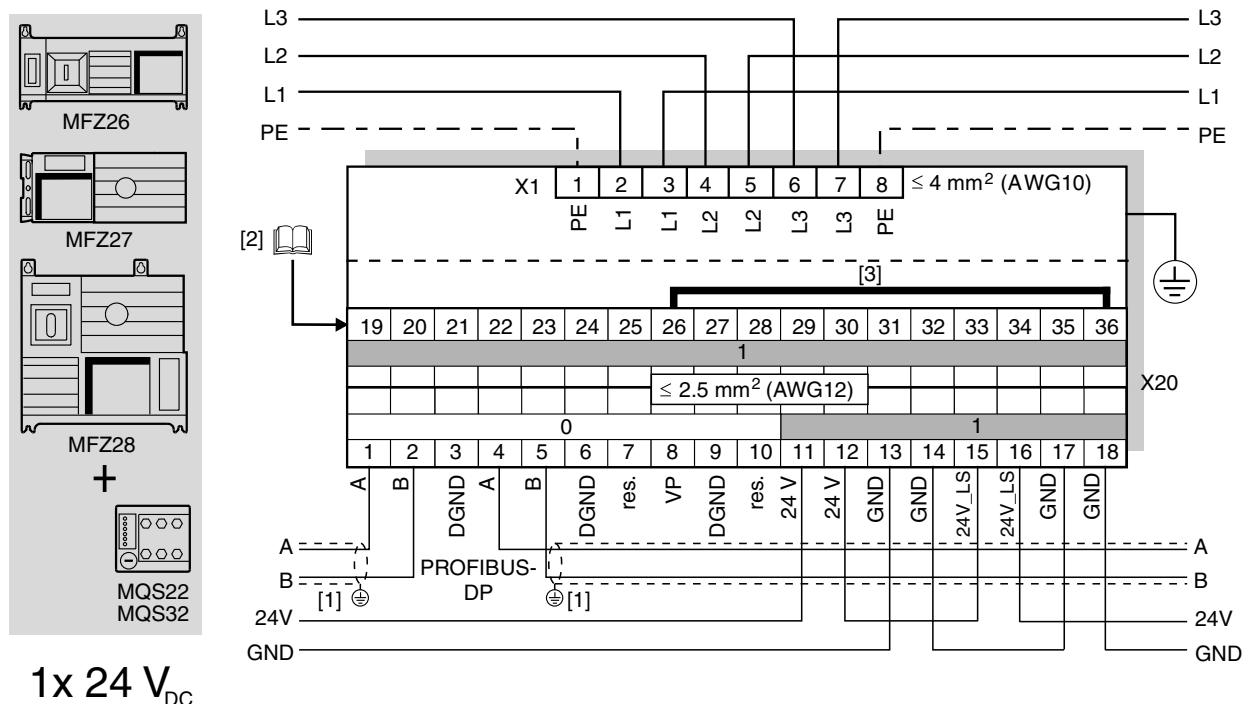 MFZ26
MFZ27
MFZ28
+
MQS22
MQS32
1x 24 VDC
L3 L3
L2 L2
L1 L1
PE PE
X1 1 2 3 4 5 6 7 8 ≤ 4 mm² (AWG10)
PE L1 L1 L2 L2 L3 L3 PE
[2]
[3]
19 20 21 22 23 24 25 26 27 28 29 30 31 32 33 34 35 36
1
≤ 2.5 mm² (AWG12) X20
0 1
1 2 3 4 5 6 7 8 9 10 11 12 13 14 15 16 17 18
A B DGND A B DGND res. VP DGND res. 24 V 24 V GND GND 24V_LS 24V_LS GND GND
A A
PROFIBUS-
B B
DP
[1] [1]
24V 24V
GND GND